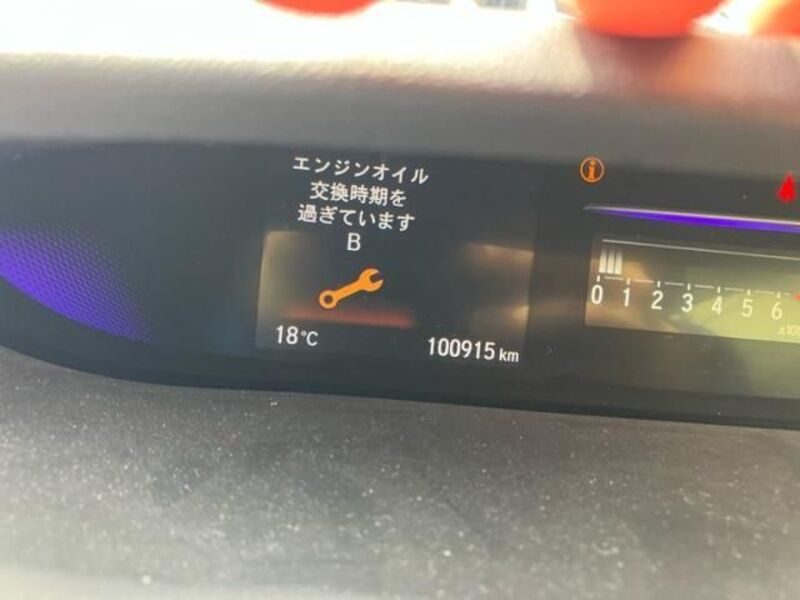 エンジンオイル
交換時期を
過ぎています
B
18℃
100915 km
0 1 2 3 4 5 6